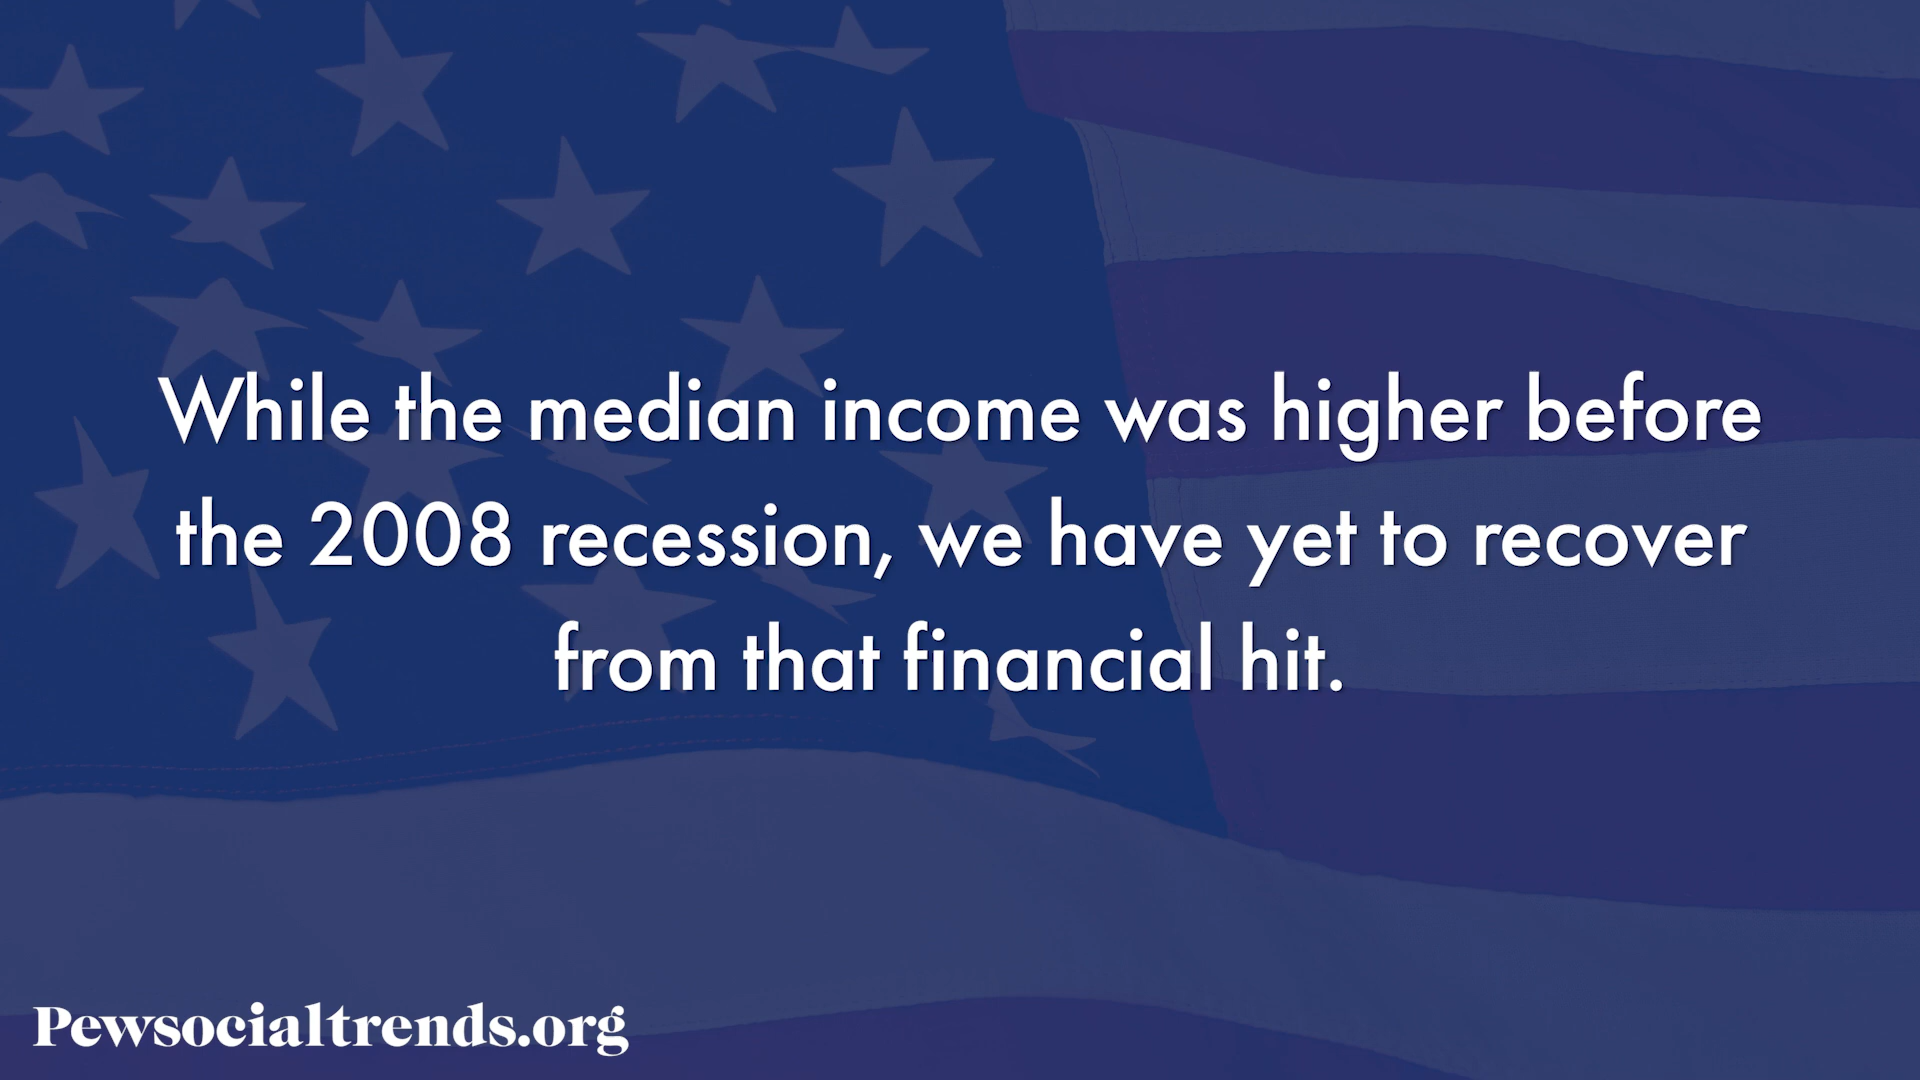 While the median income was higher before
the 2008 recession, we have yet to recover
from that financial hit.
Pewsocialtrends.org